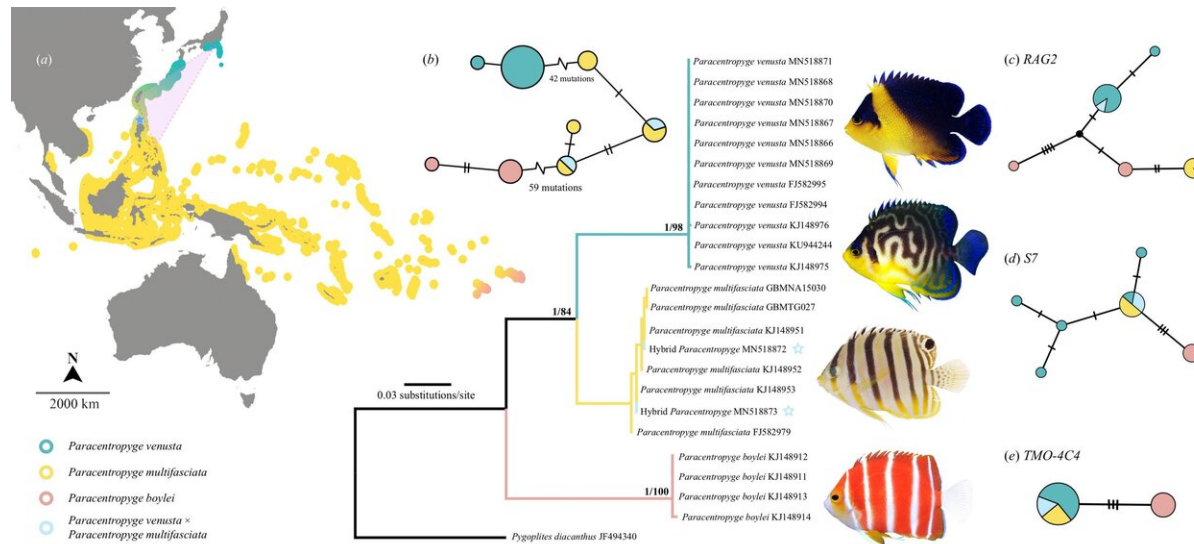 (a)
N
2000 km
Paracentropyge venusta
Paracentropyge multifasciata
Paracentropyge boylei
Paracentropyge venusta ×
Paracentropyge multifasciata
(b)
42 mutations
59 mutations
0.03 substitutions/site
1/98
1/84
1/100
Paracentropyge venusta MN518871
Paracentropyge venusta MN518868
Paracentropyge venusta MN518870
Paracentropyge venusta MN518867
Paracentropyge venusta MN518866
Paracentropyge venusta MN518869
Paracentropyge venusta FJ582995
Paracentropyge venusta FJ582994
Paracentropyge venusta KJ148976
Paracentropyge venusta KU944244
Paracentropyge venusta KJ148975
Paracentropyge multifasciata GBMNA15030
Paracentropyge multifasciata GBMTG027
Paracentropyge multifasciata KJ148951
Hybrid Paracentropyge MN518872
Paracentropyge multifasciata KJ148952
Paracentropyge multifasciata KJ148953
Hybrid Paracentropyge MN518873
Paracentropyge multifasciata FJ582979
Paracentropyge boylei KJ148912
Paracentropyge boylei KJ148911
Paracentropyge boylei KJ148913
Paracentropyge boylei KJ148914
Pygoplites diacanthus JF494340
(c) RAG2
(d) S7
(e) TMO-4C4